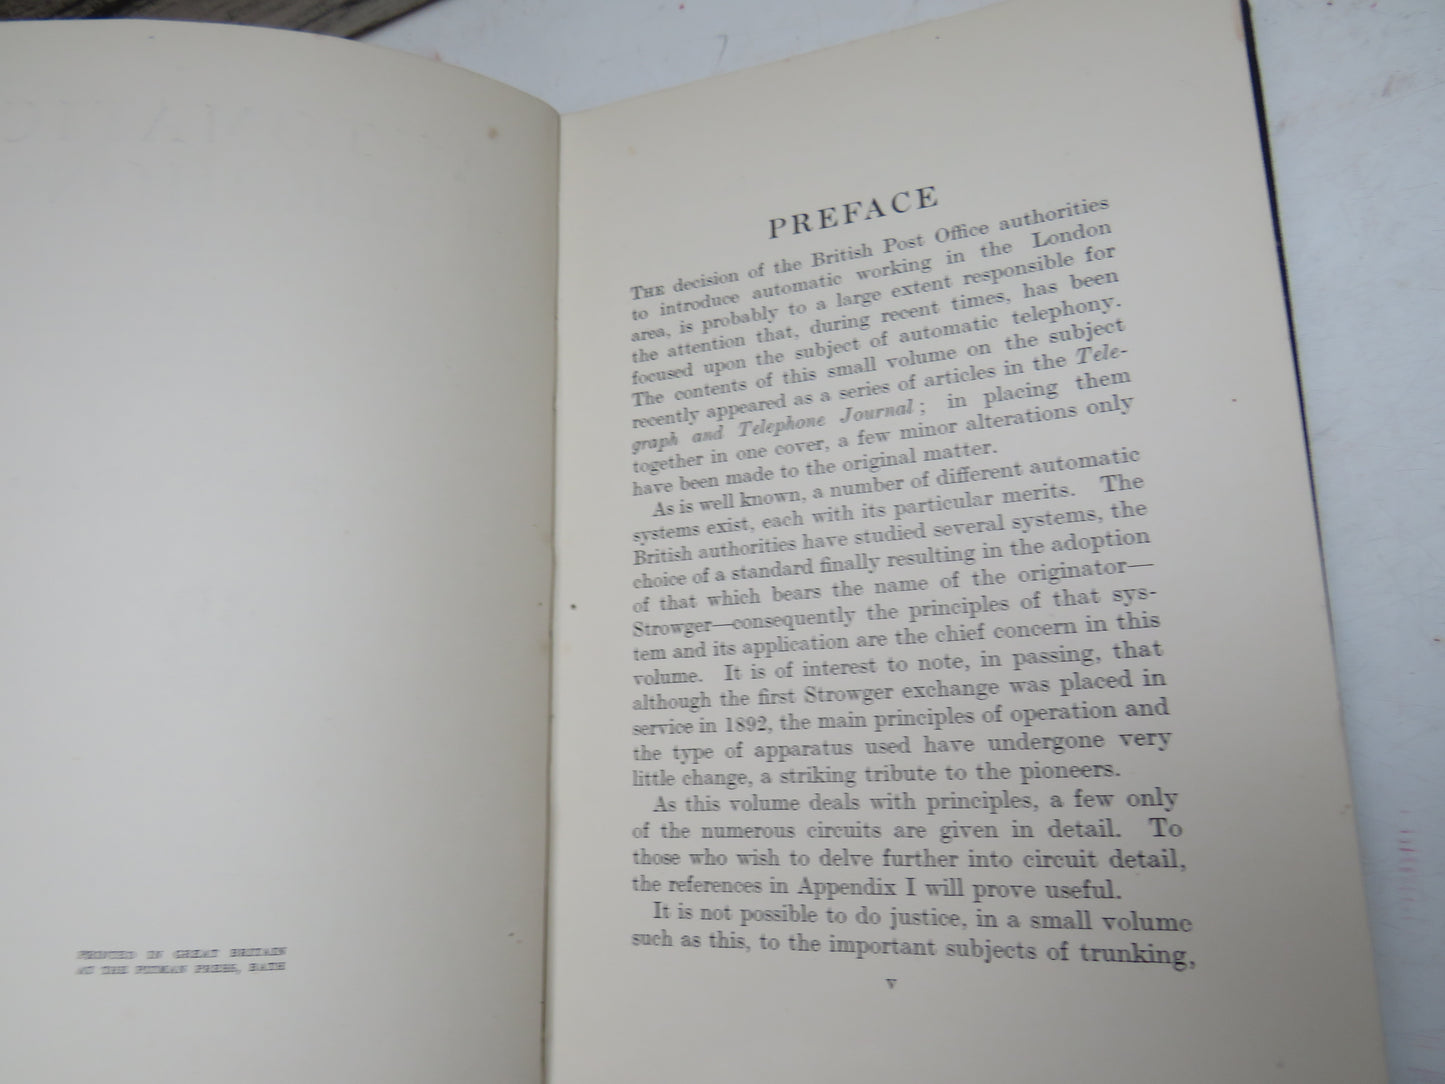 PRINTED IN GREAT BRITAIN
AT THE PITMAN PRESS, BATH
PREFACE
THE decision of the British Post Office authorities
to introduce automatic working in the London
area, is probably to a large extent responsible for
the attention that, during recent times, has been
focused upon the subject of automatic telephony.
The contents of this small volume on the subject
recently appeared as a series of articles in the Tele-
graph and Telephone Journal; in placing them
together in one cover, a few minor alterations only
have been made to the original matter.
As is well known, a number of different automatic
systems exist, each with its particular merits. The
British authorities have studied several systems, the
choice of a standard finally resulting in the adoption
of that which bears the name of the originator—
Strowger—consequently the principles of that sys-
tem and its application are the chief concern in this
volume. It is of interest to note, in passing, that
although the first Strowger exchange was placed in
service in 1892, the main principles of operation and
the type of apparatus used have undergone very
little change, a striking tribute to the pioneers.
As this volume deals with principles, a few only
of the numerous circuits are given in detail. To
those who wish to delve further into circuit detail,
the references in Appendix I will prove useful.
It is not possible to do justice, in a small volume
such as this, to the important subjects of trunking,
v